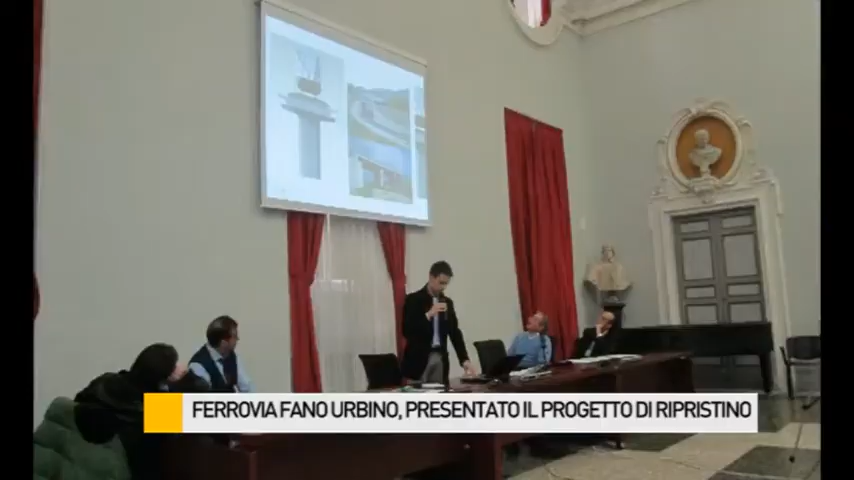 FERROVIA FANO URBINO, PRESENTATO IL PROGETTO DI RIPRISTINO